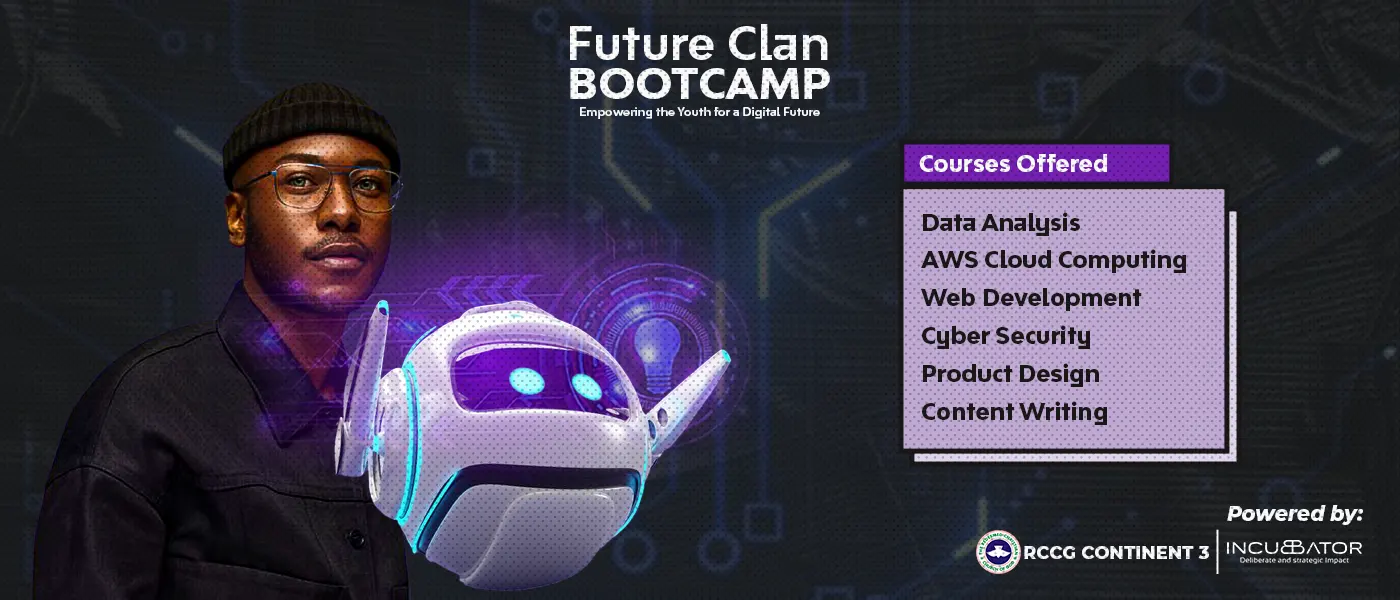 Future Clan
BOOTCAMP
Empowering the Youth for a Digital Future
Courses Offered
Data Analysis
AWS Cloud Computing
Web Development
Cyber Security
Product Design
Content Writing
Powered by:
RCCG CONTINENT 3
INCUBBATOR
Deliberate and strategic Impact